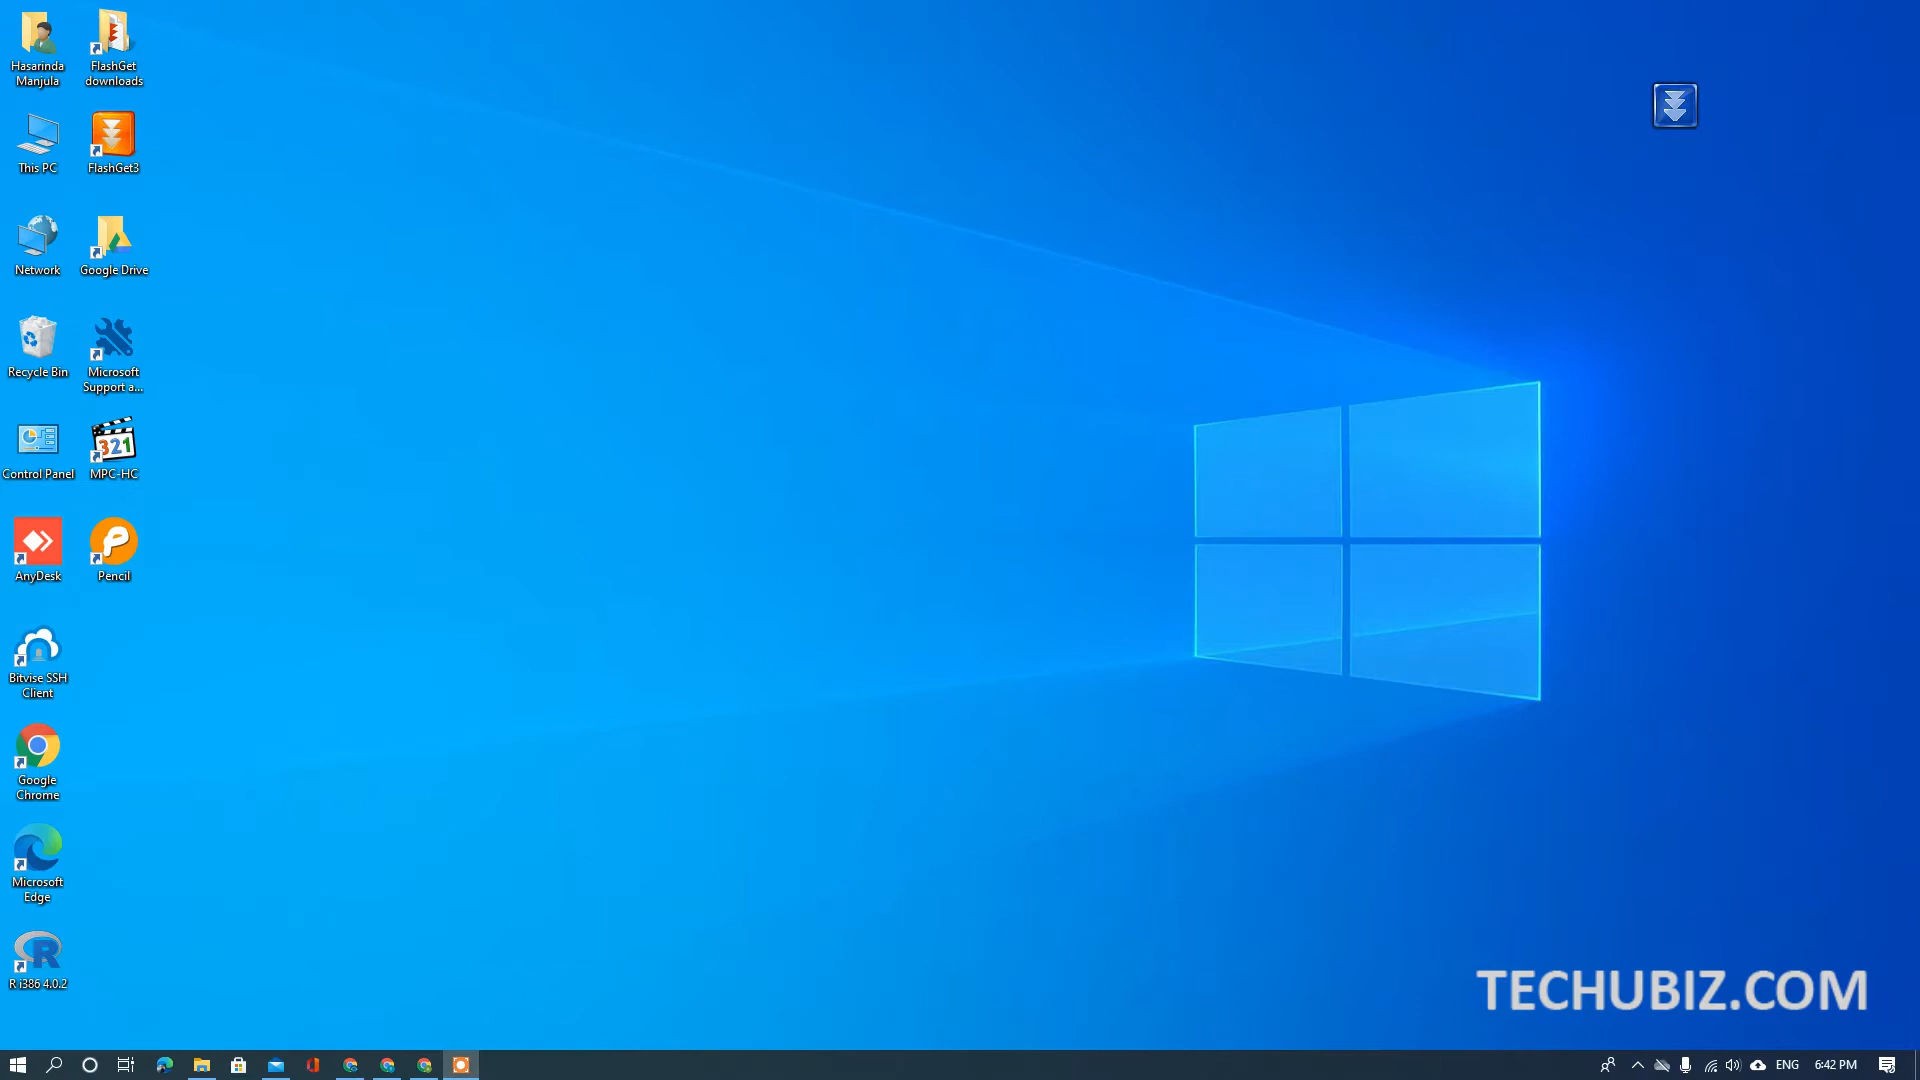 Hasarinda
Manjula
FlashGet
downloads
This PC
FlashGet3
Network
Google Drive
Recycle Bin
Microsoft
Support a...
Control Panel
321
MPC-HC
AnyDesk
P
Pencil
Bitvise SSH
Client
Google
Chrome
Microsoft
Edge
R
R i386 4.0.2
TECHUBIZ.COM
ENG
6:42 PM